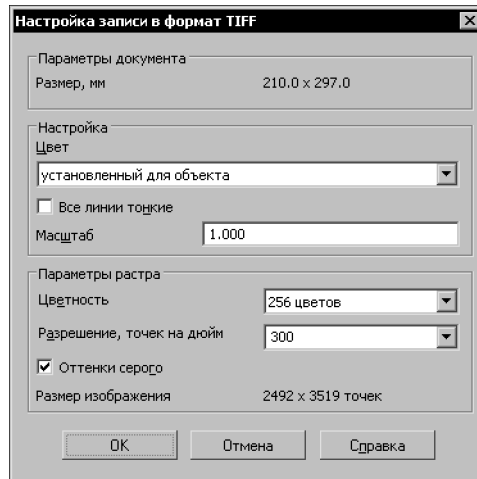 Настройка записи в формат TIFF
Параметры документа
Размер, мм 210.0 x 297.0
Настройка
Цвет
установленный для объекта
Все линии тонкие
Масштаб 1.000
Параметры растра
Цветность 256 цветов
Разрешение, точек на дюйм 300
Оттенки серого
Размер изображения 2492 x 3519 точек
OK Отмена Справка